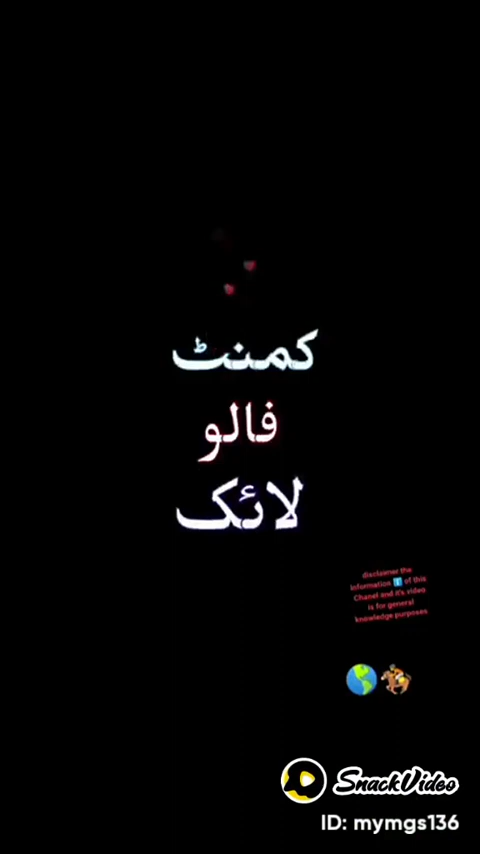 کمنٹ
فالو
لائک
disclaimer the
information ℹ️ of this
Chanel and it's video
is for general
knowledge purposes
SnackVideo
ID: mymgs136